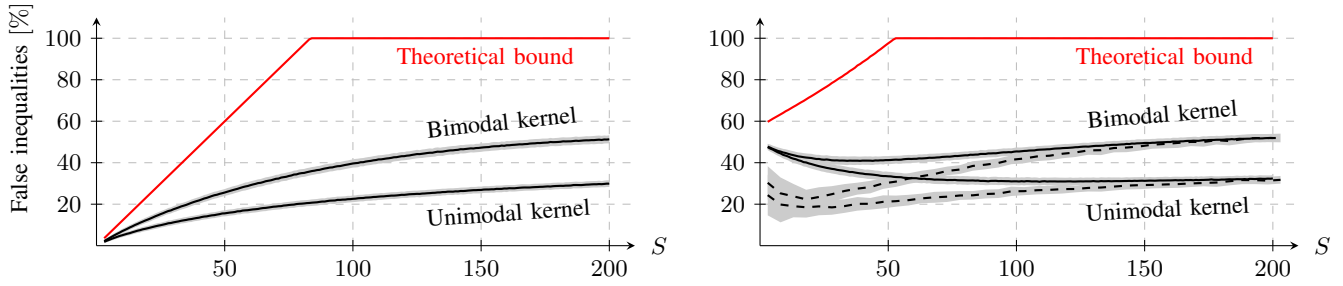 False inequalities [%]
100
80
60
40
20
Theoretical bound
Bimodal kernel
Unimodal kernel
50
100
150
200
S
100
80
60
40
20
Theoretical bound
Bimodal kernel
Unimodal kernel
50
100
150
200
S